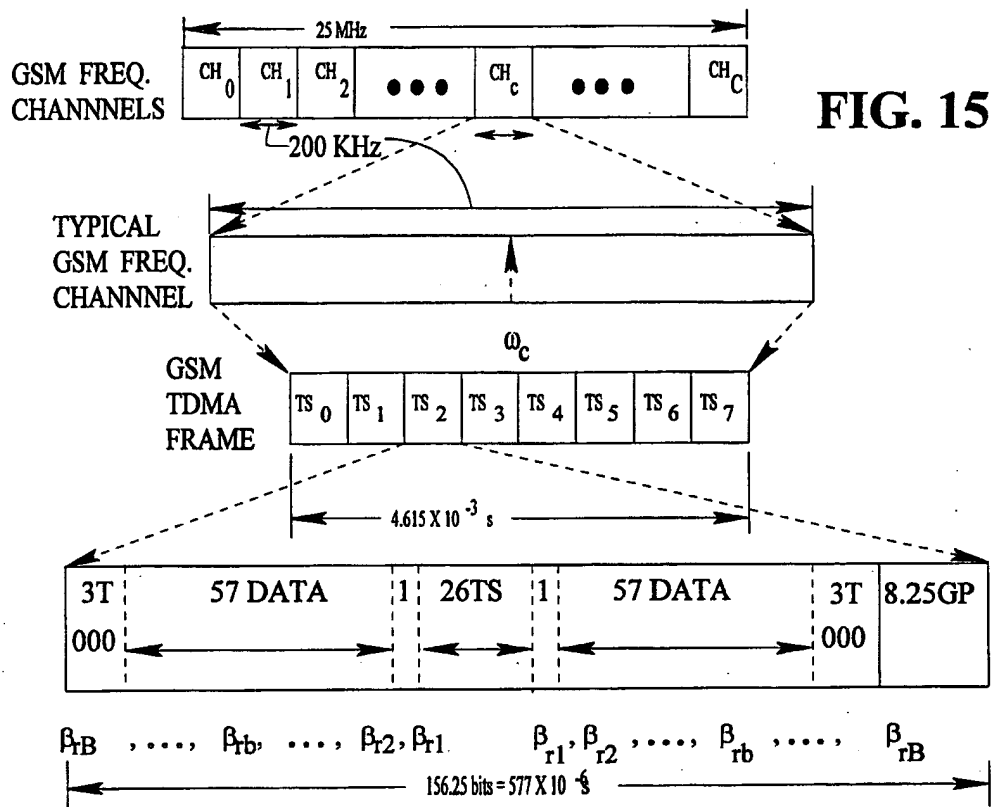 25 MHz
GSM FREQ.
CHANNNELS
CH0 CH1 CH2 ●●● CHc ●●● CHC
FIG. 15
200 KHz
TYPICAL
GSM FREQ.
CHANNNEL
ωc
GSM
TDMA
FRAME
TS0 TS1 TS2 TS3 TS4 TS5 TS6 TS7
4.615 X 10^-3 s
3T 57 DATA 1 26TS 1 57 DATA 3T 8.25GP
000 000
βrB , ...., βrb, ...., βr2, βr1 βr1, βr2 , ...., βrb , ...., βrB
156.25 bits = 577 X 10^-6 s